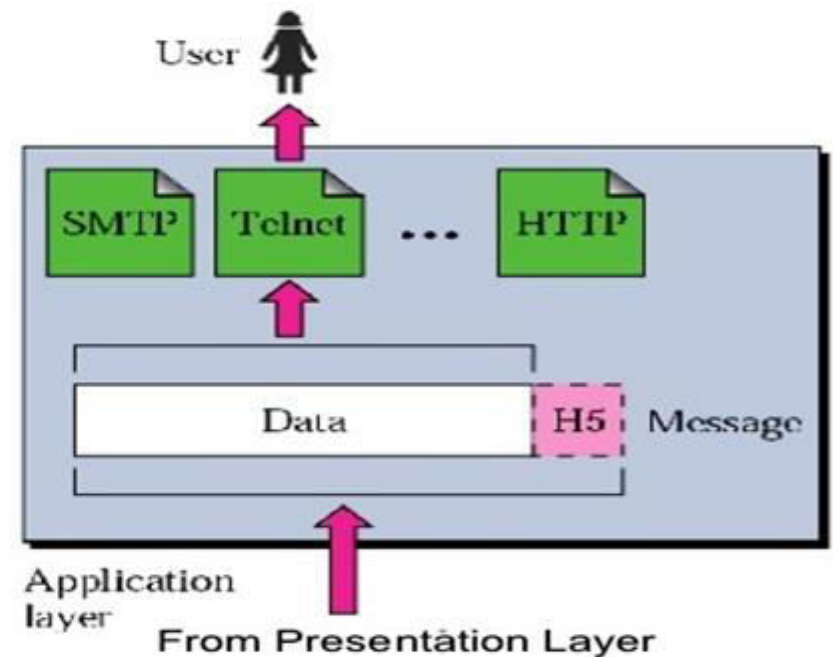 User
SMTP Telnet ... HTTP
Data H5 Message
Application
layer
From Presentation Layer